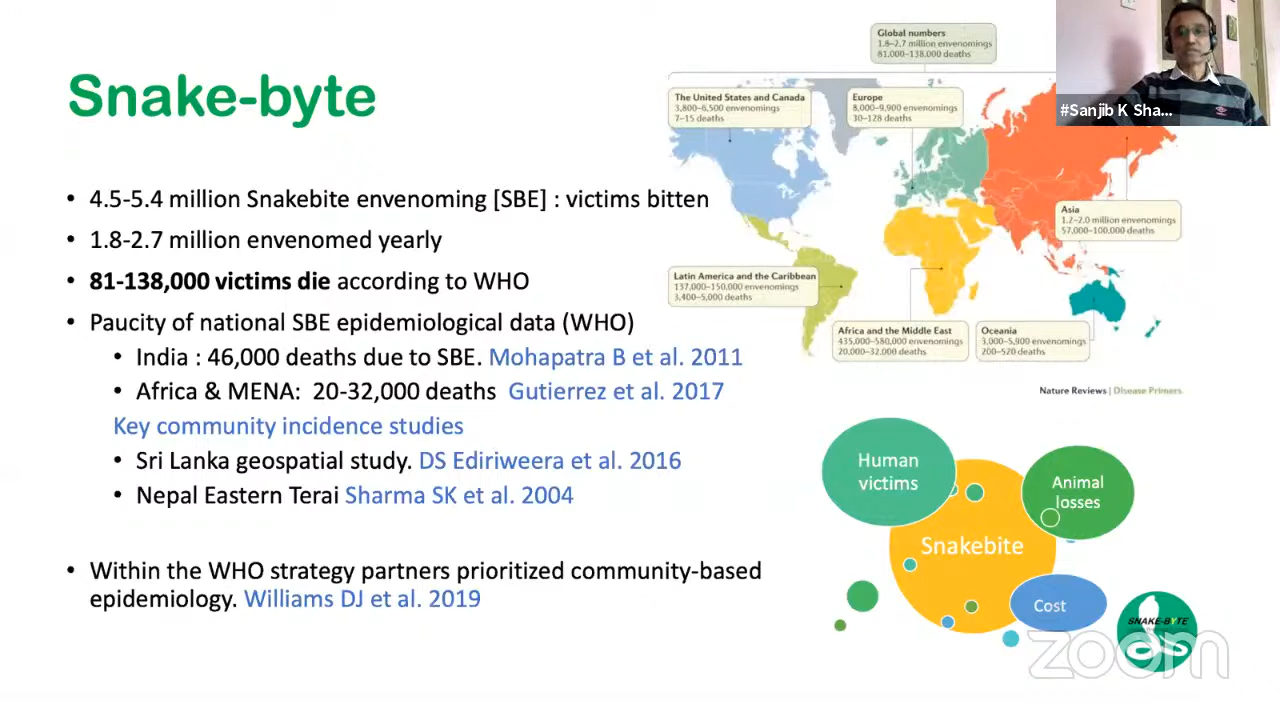 Snake-byte
• 4.5-5.4 million Snakebite envenoming [SBE] : victims bitten
• 1.8-2.7 million envenomed yearly
• 81-138,000 victims die according to WHO
• Paucity of national SBE epidemiological data (WHO)
• India : 46,000 deaths due to SBE. Mohapatra B et al. 2011
• Africa & MENA: 20-32,000 deaths Gutierrez et al. 2017
Key community incidence studies
• Sri Lanka geospatial study. DS Ediriweera et al. 2016
• Nepal Eastern Terai Sharma SK et al. 2004
• Within the WHO strategy partners prioritized community-based
epidemiology. Williams DJ et al. 2019
Global numbers
1.8–2.7 million envenomings
81,000–138,000 deaths
The United States and Canada
3,800–6,500 envenomings
7–15 deaths
Europe
8,000–9,900 envenomings
30–128 deaths
#Sanjib K Sha...
Asia
1.2–2.0 million envenomings
57,000–100,000 deaths
Latin America and the Caribbean
137,000–150,000 envenomings
3,400–5,000 deaths
Africa and the Middle East
435,000–580,000 envenomings
20,000–32,000 deaths
Oceania
3,000–5,900 envenomings
200–520 deaths
Nature Reviews | Disease Primers
Human
victims
Animal
losses
Snakebite
Cost
SNAKE-BYTE
zoom